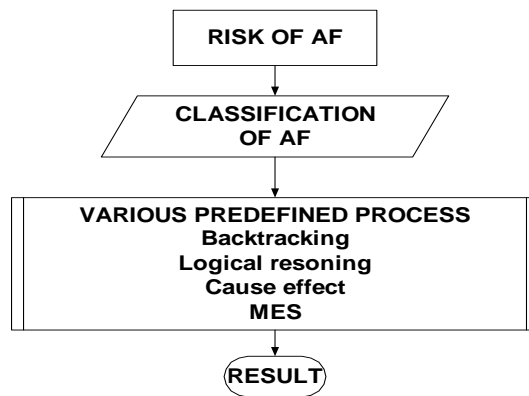 RISK OF AF
CLASSIFICATION
OF AF
VARIOUS PREDEFINED PROCESS
Backtracking
Logical resoning
Cause effect
MES
RESULT